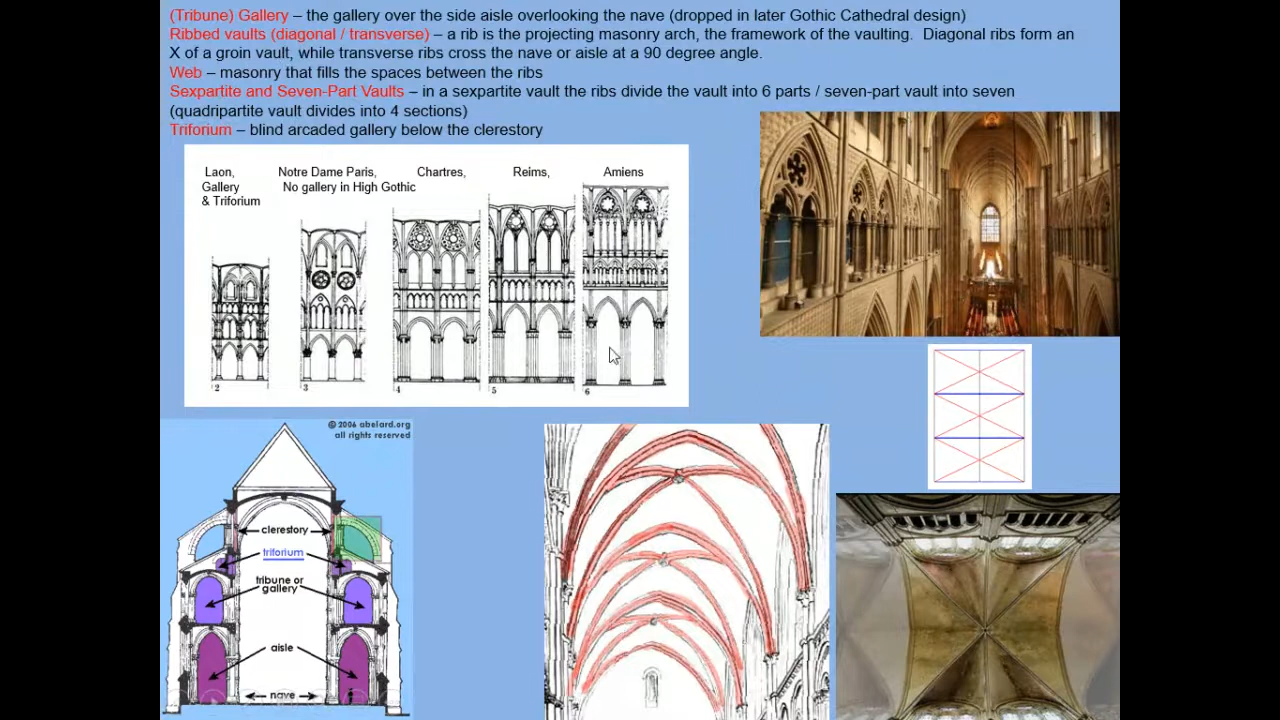 (Tribune) Gallery – the gallery over the side aisle overlooking the nave (dropped in later Gothic Cathedral design)
Ribbed vaults (diagonal / transverse) – a rib is the projecting masonry arch, the framework of the vaulting.  Diagonal ribs form an
X of a groin vault, while transverse ribs cross the nave or aisle at a 90 degree angle.
Web – masonry that fills the spaces between the ribs
Sexpartite and Seven-Part Vaults – in a sexpartite vault the ribs divide the vault into 6 parts / seven-part vault into seven
(quadripartite vault divides into 4 sections)
Triforium – blind arcaded gallery below the clerestory
Laon,
Gallery
& Triforium
Notre Dame Paris,
No gallery in High Gothic
Chartres,
Reims,
Amiens
2
3
4
5
6
© 2006 abelard.org
all rights reserved
clerestory
triforium
tribune or
gallery
aisle
nave